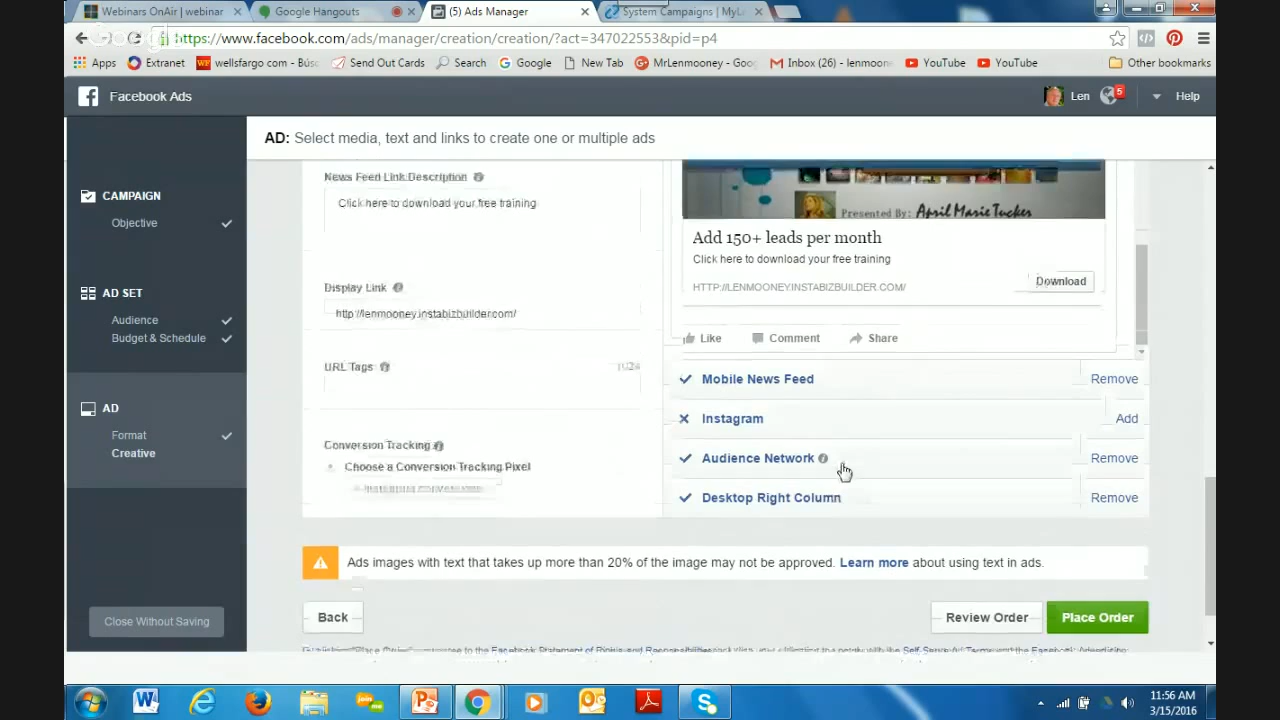 Webinars OnAir | webinar
Google Hangouts
(5) Ads Manager
System Campaigns | MyLe
https://www.facebook.com/ads/manager/creation/creation/?act=347022553&pid=p4
Apps
Extranet
wellsfargo com - Búsc
Send Out Cards
Search
Google
New Tab
MrLenmooney - Goo
Inbox (26) - lenmoone
YouTube
YouTube
Other bookmarks
Facebook Ads
Len
5
Help
AD: Select media, text and links to create one or multiple ads
CAMPAIGN
Objective
AD SET
Audience
Budget & Schedule
AD
Format
Creative
Close Without Saving
News Feed Link Description
Click here to download your free training
Display Link
http://lenmooney.instabizbuilder.com/
URL Tags
1024
Conversion Tracking
Choose a Conversion Tracking Pixel
Presented By: April Marie Tucker
Add 150+ leads per month
Click here to download your free training
HTTP://LENMOONEYINSTABIZBUILDER.COM/
Download
Like
Comment
Share
Mobile News Feed
Remove
Instagram
Add
Audience Network
Remove
Desktop Right Column
Remove
Ads images with text that takes up more than 20% of the image may not be approved. Learn more about using text in ads.
Back
Review Order
Place Order
11:56 AM
3/15/2016